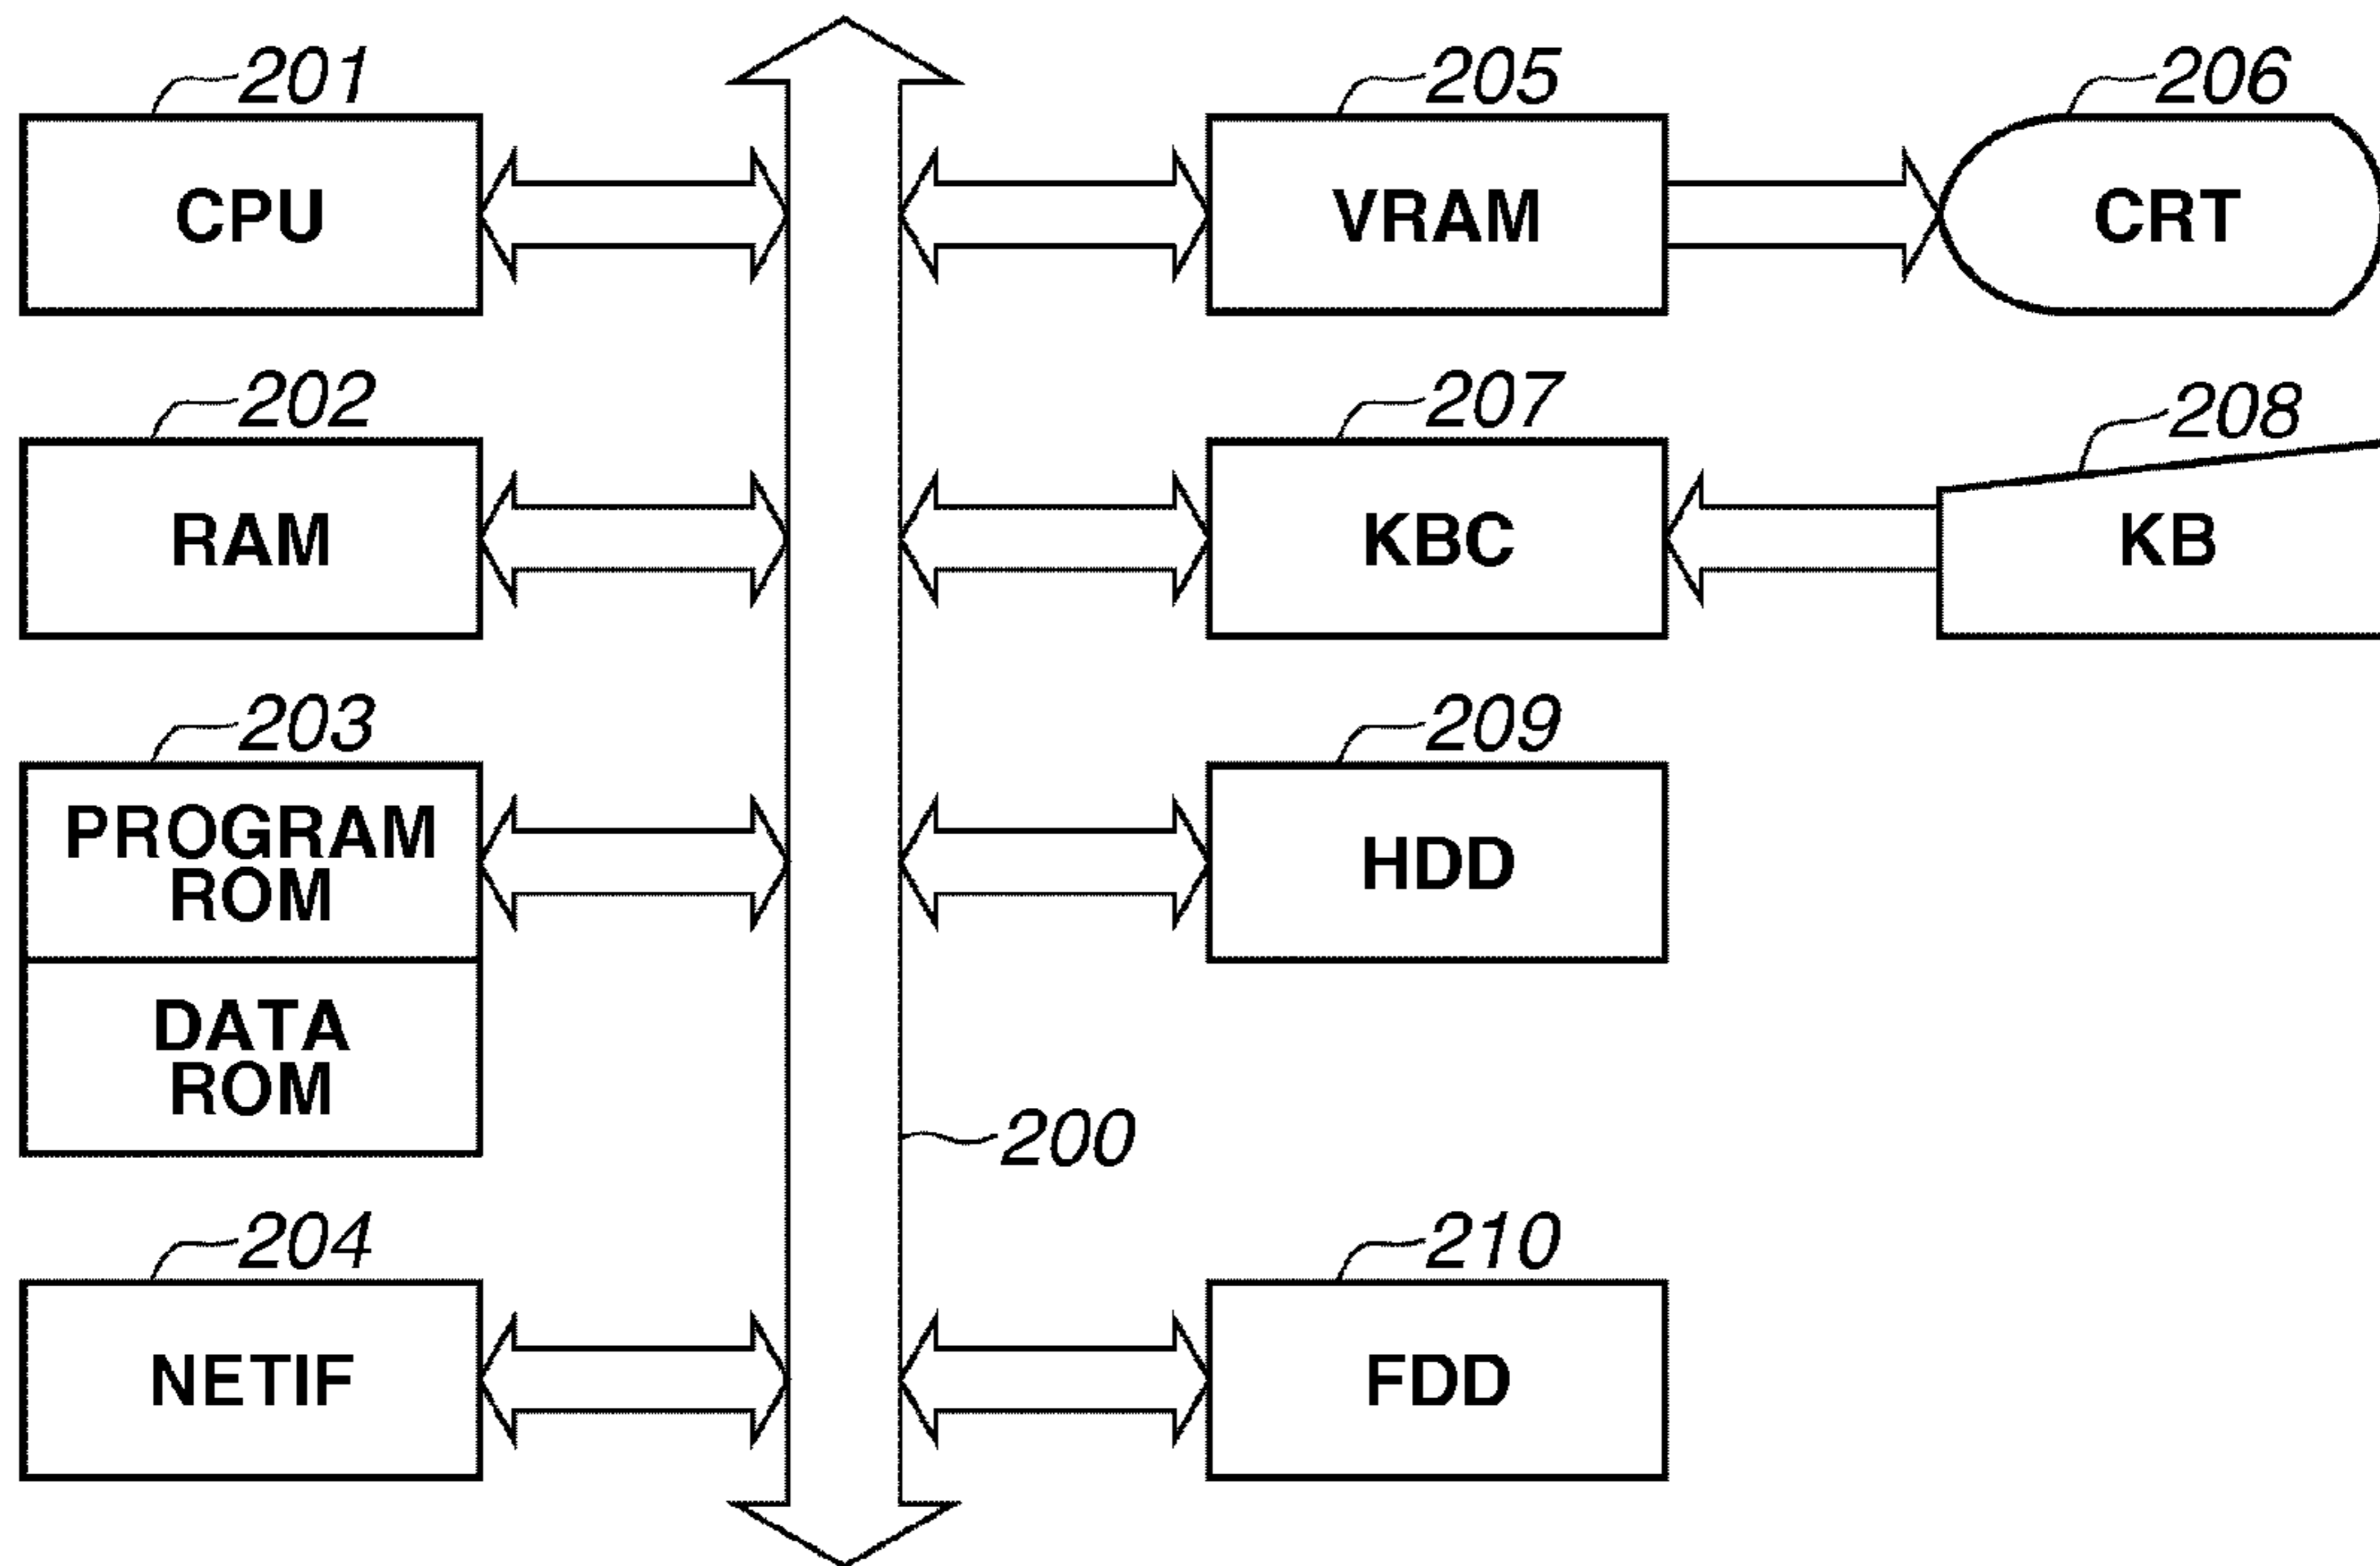 201
CPU
205
VRAM
206
CRT
202
RAM
207
KBC
208
KB
203
PROGRAM
ROM
DATA
ROM
209
HDD
200
204
NETIF
210
FDD